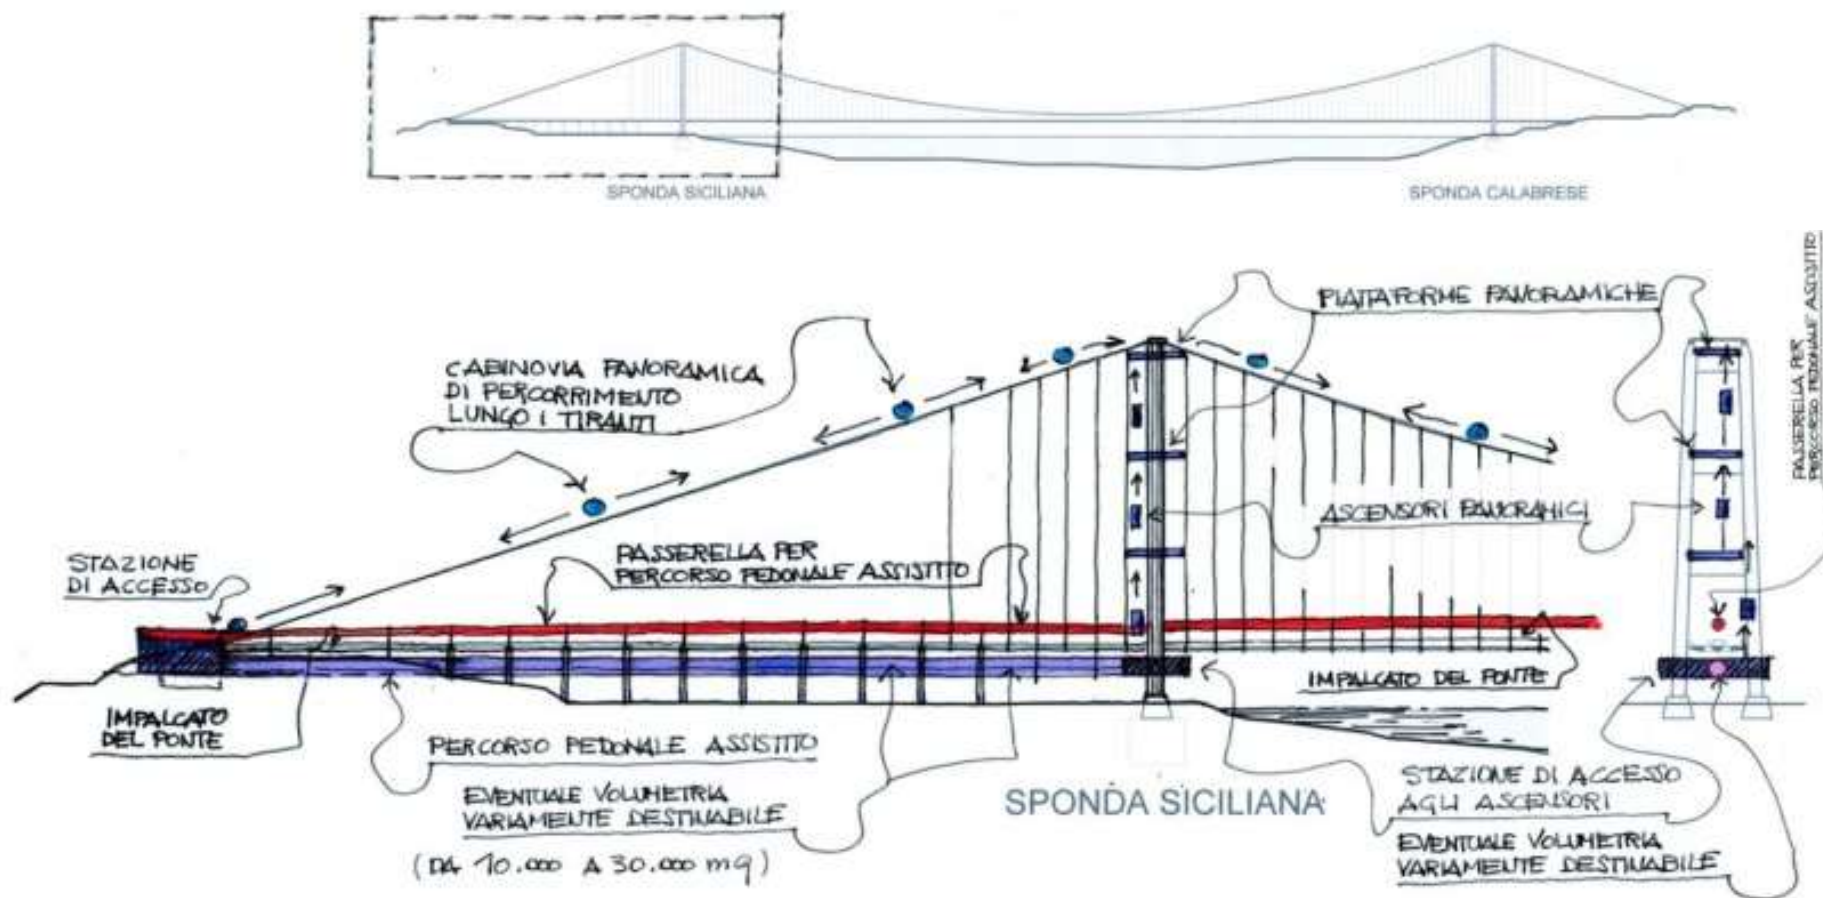 SPONDA SICILIANA
SPONDA CALABRESE
PIATTAFORME PANORAMICHE
PASSERELLA PER
PERCORSO PEDONALE ASSISTITO
CABINOVIA PANORAMICA
DI PERCORRIMENTO
LUNGO I TIRANTI
ASCENSORI PANORAMICI
STAZIONE
DI ACCESSO
PASSERELLA PER
PERCORSO PEDONALE ASSISTITO
IMPALCATO DEL PONTE
IMPALCATO
DEL PONTE
PERCORSO PEDONALE ASSISTITO
EVENTUALE VOLUMETRIA
VARIAMENTE DESTINABILE
(DA 10.000 A 30.000 mq)
SPONDA SICILIANA
STAZIONE DI ACCESSO
AGLI ASCENSORI
EVENTUALE VOLUMETRIA
VARIAMENTE DESTINABILE